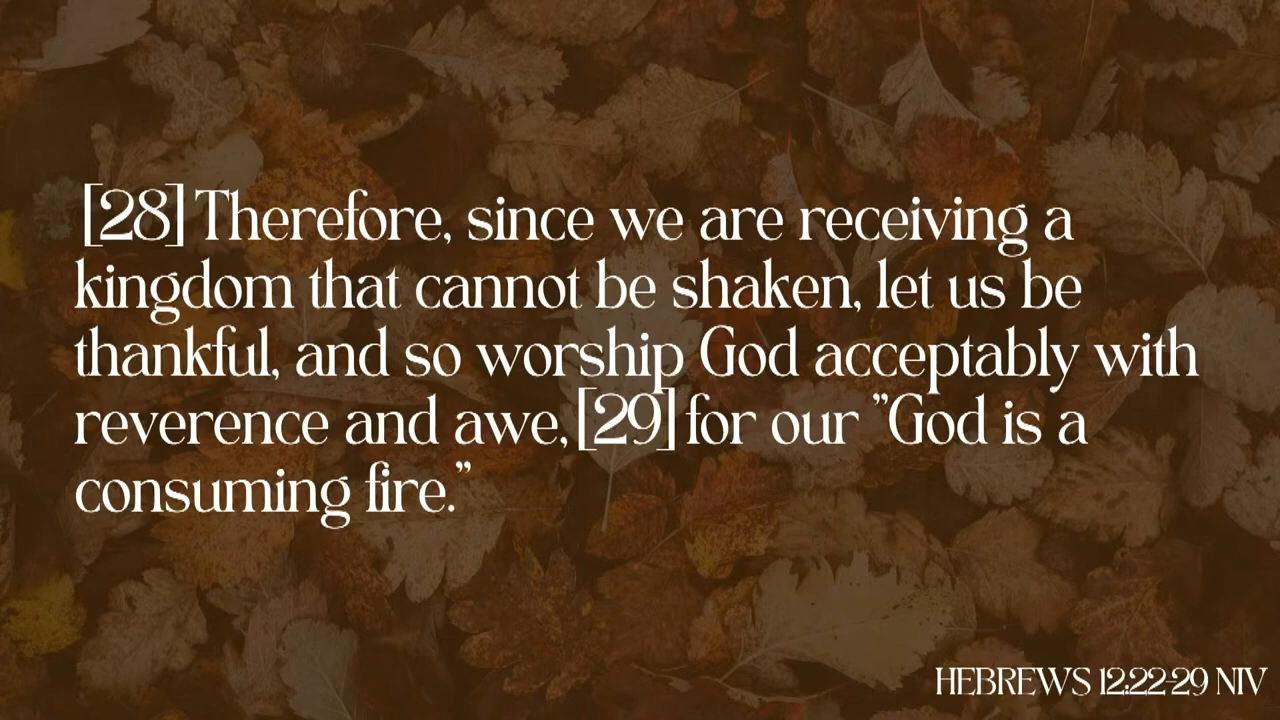 [28] Therefore, since we are receiving a
kingdom that cannot be shaken, let us be
thankful, and so worship God acceptably with
reverence and awe, [29] for our ”God is a
consuming fire.”
HEBREWS 12:22-29 NIV